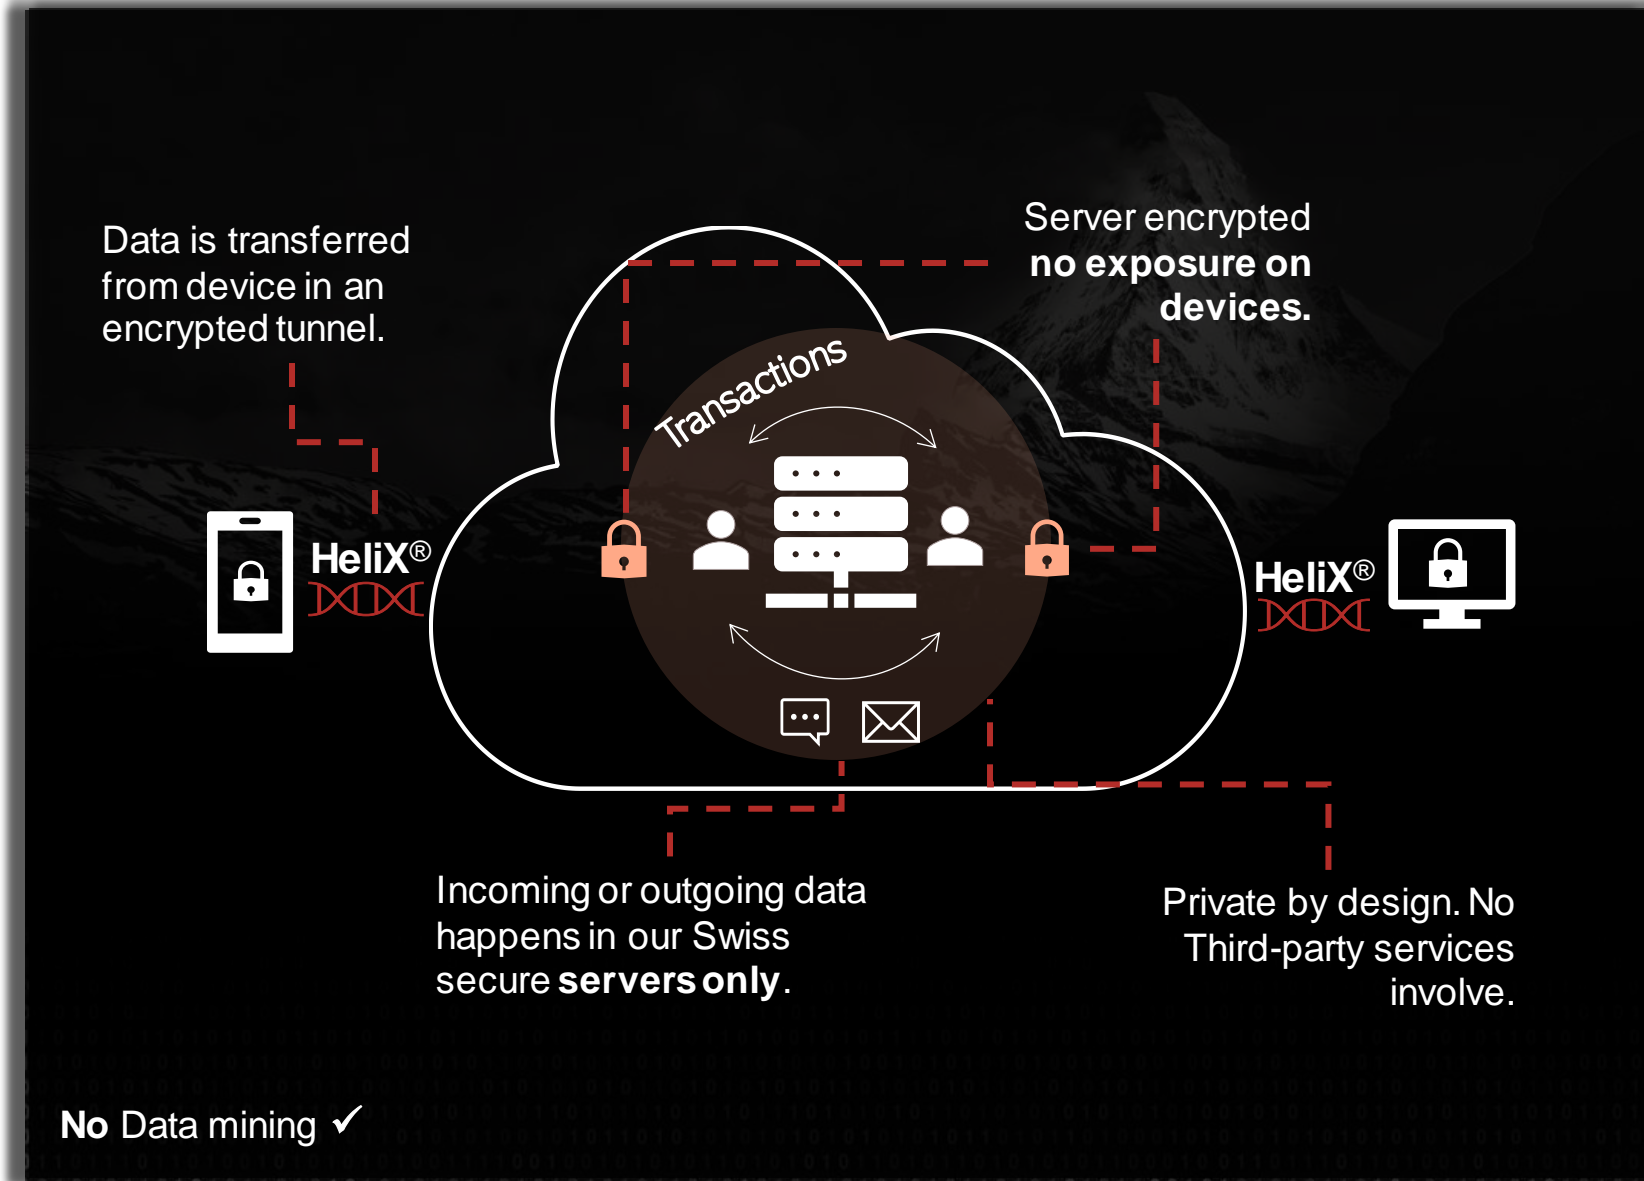 Data is transferred
from device in an
encrypted tunnel.
Server encrypted
no exposure on
devices.
Transactions
HeliX®
HeliX®
Incoming or outgoing data
happens in our Swiss
secure servers only.
Private by design. No
Third-party services
involve.
No Data mining ✓